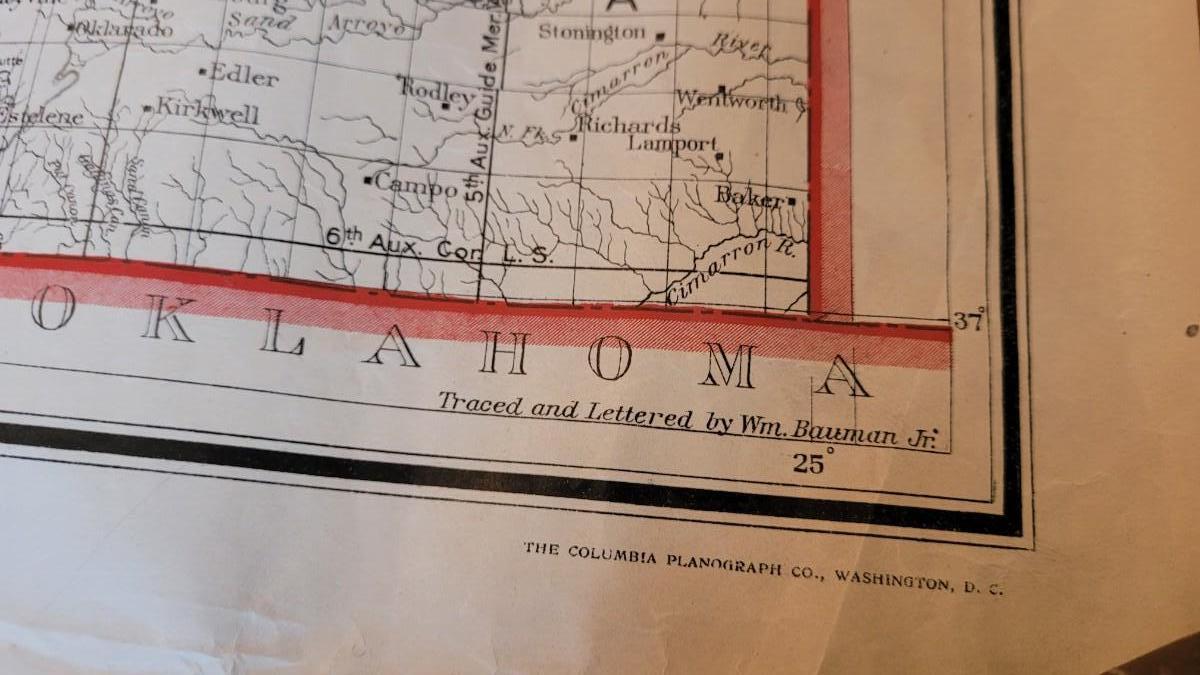 Sand Arroyo
Stonington
River
Edler
Rodley
Cimarron
Wentworth
Kirkwell
Richards
N. Fk.
Lamport
5th Aux. Guide Mer.
Campo
Baker
6th Aux. Cor. L. S.
Cimarron R.
37°
OKLAHOMA
Traced and Lettered by Wm. Bauman Jr.
25°
THE COLUMBIA PLANOGRAPH CO., WASHINGTON, D. C.